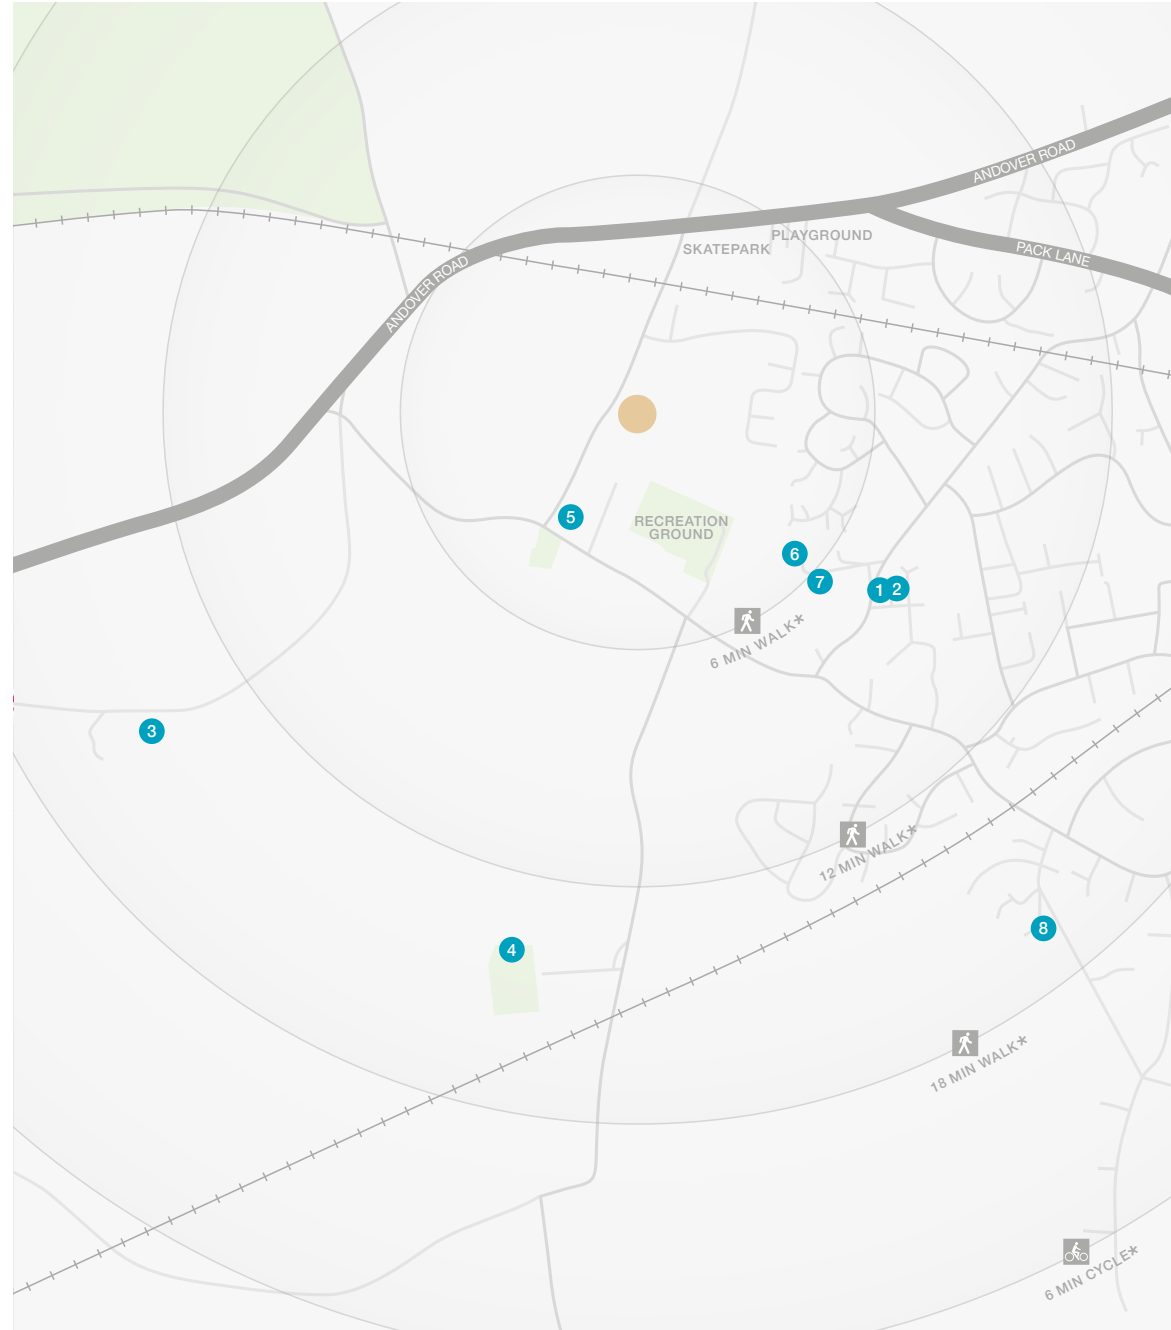 ANDOVER ROAD
PLAYGROUND
SKATEPARK
PACK LANE
ANDOVER ROAD
5
RECREATION
GROUND
6
7
1
2
6 MIN WALK*
3
12 MIN WALK*
8
4
18 MIN WALK*
6 MIN CYCLE*